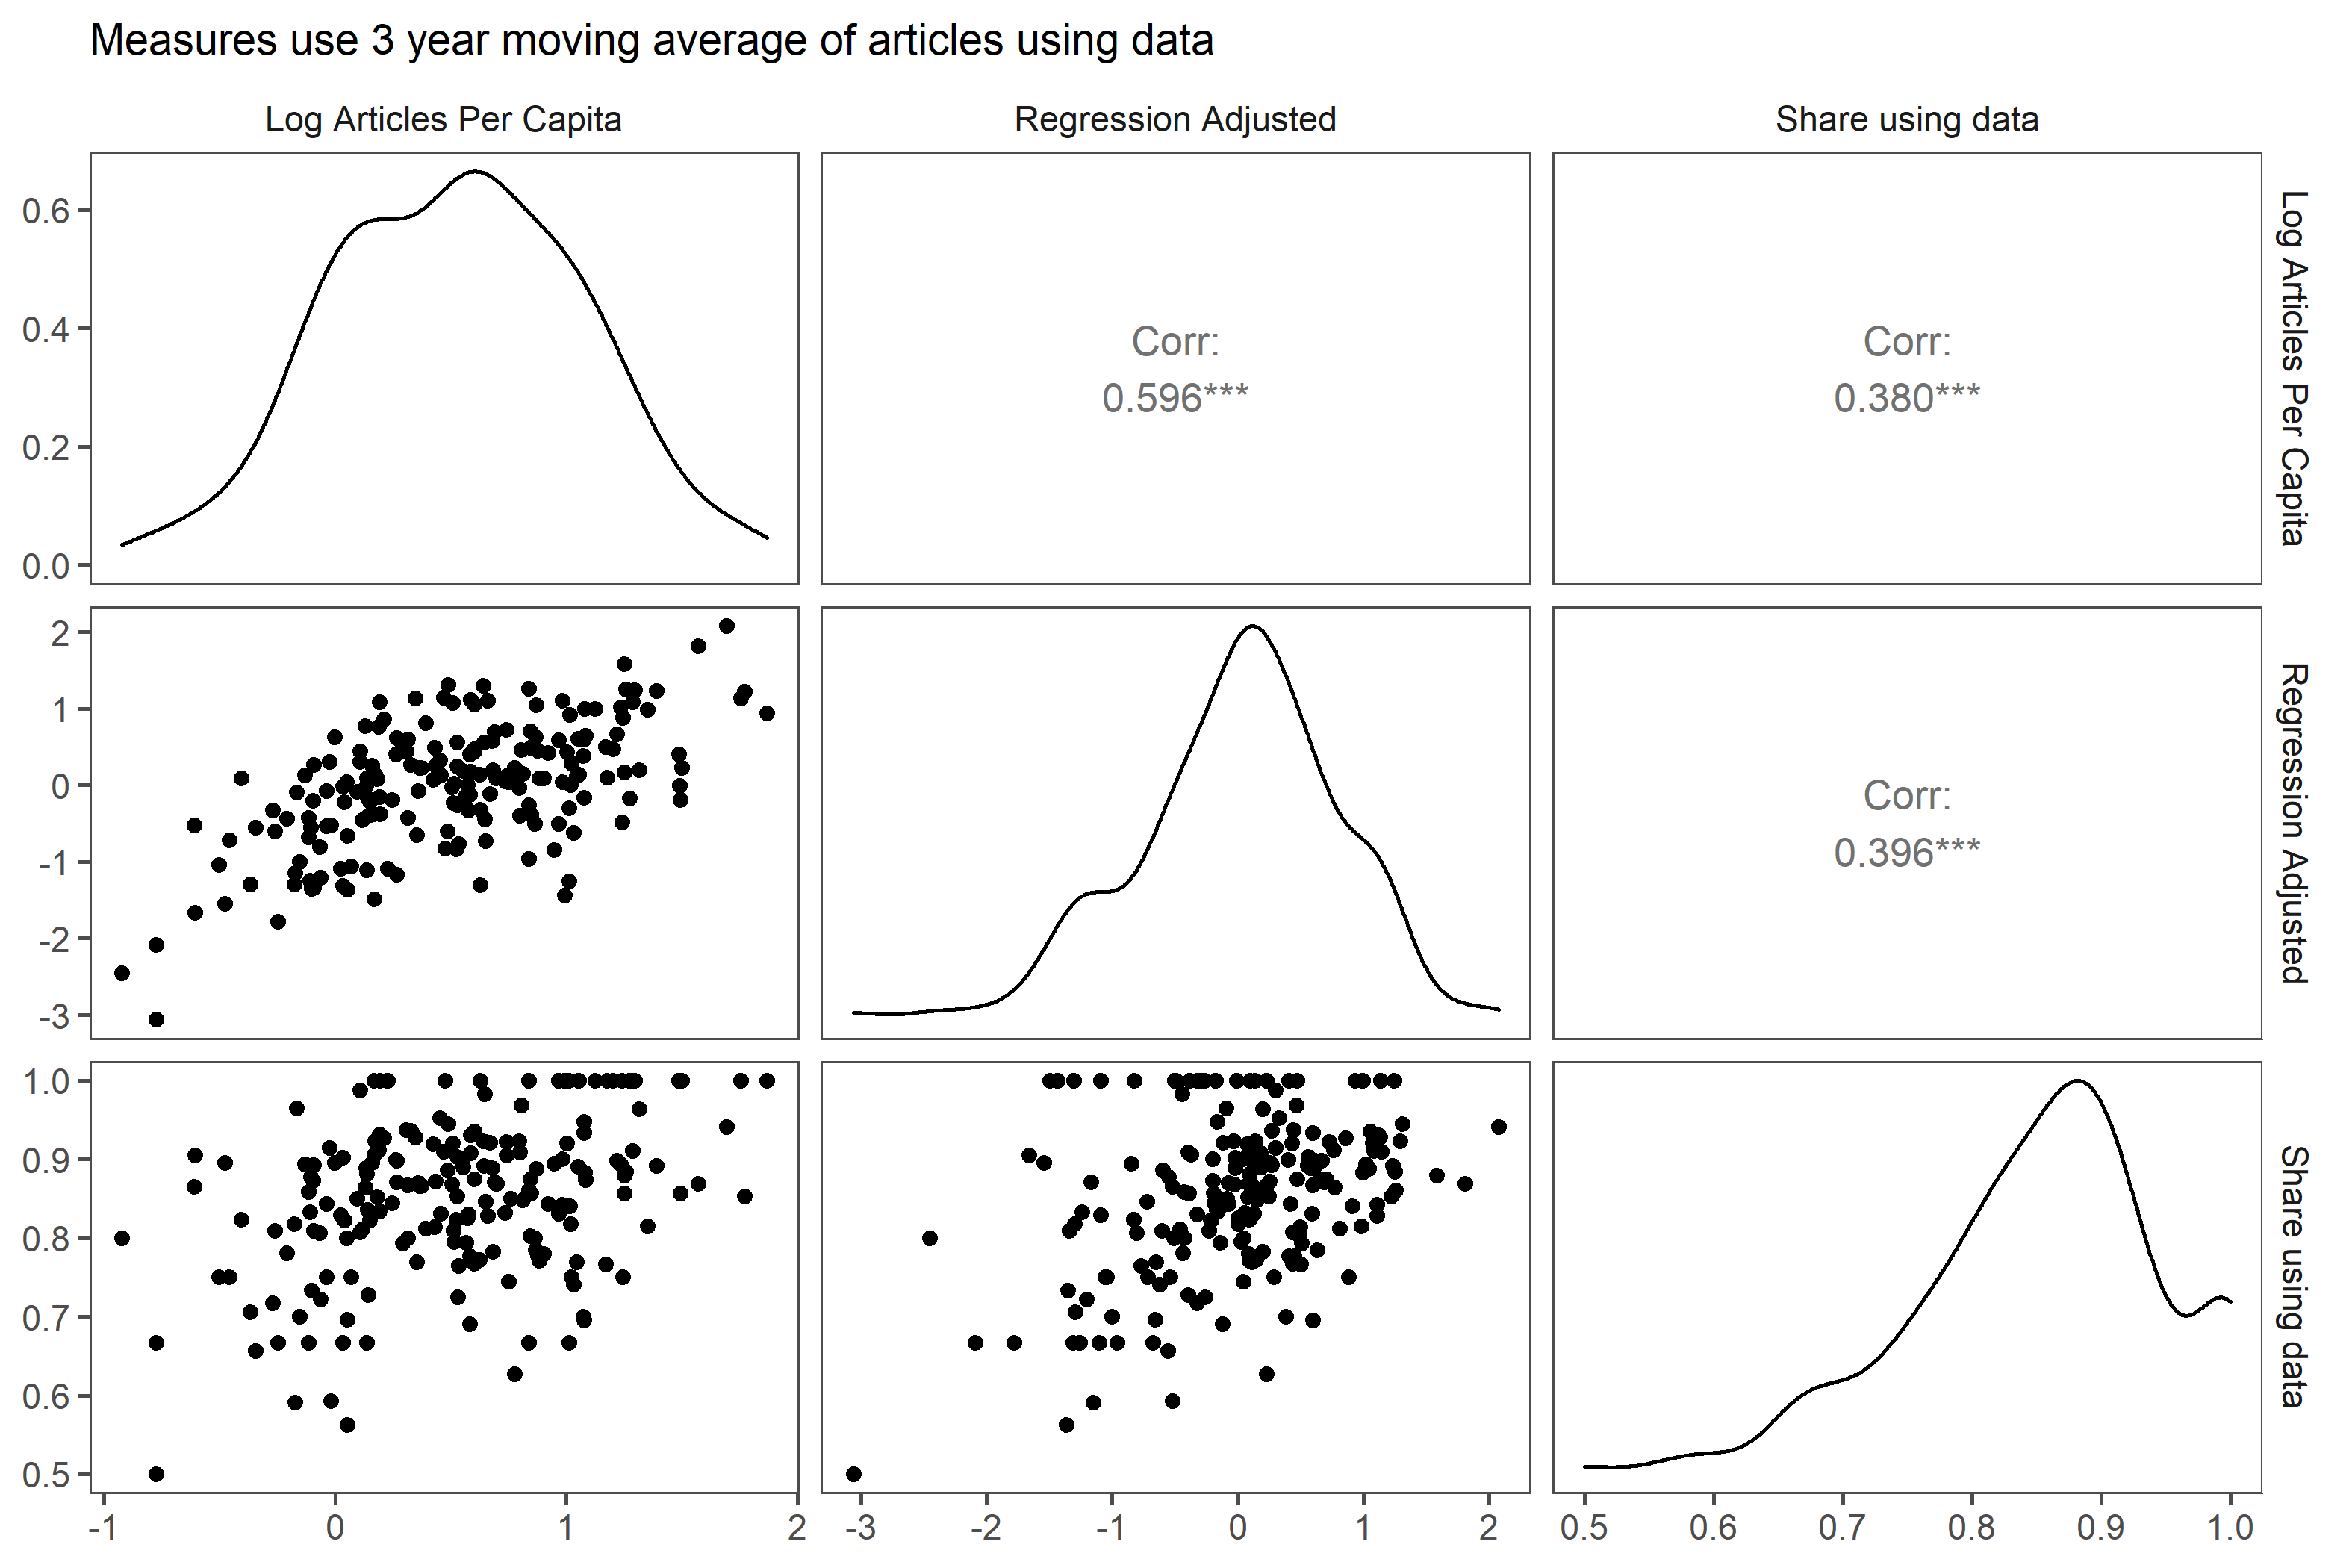 Measures use 3 year moving average of articles using data
Log Articles Per Capita
Regression Adjusted
Share using data
0.6
0.4
0.2
0.0
Corr:
0.596***
Corr:
0.380***
Log Articles Per Capita
2
1
0
-1
-2
-3
Corr:
0.396***
Regression Adjusted
1.0
0.9
0.8
0.7
0.6
0.5
Share using data
-1 0 1 2
-3 -2 -1 0 1 2
0.5 0.6 0.7 0.8 0.9 1.0